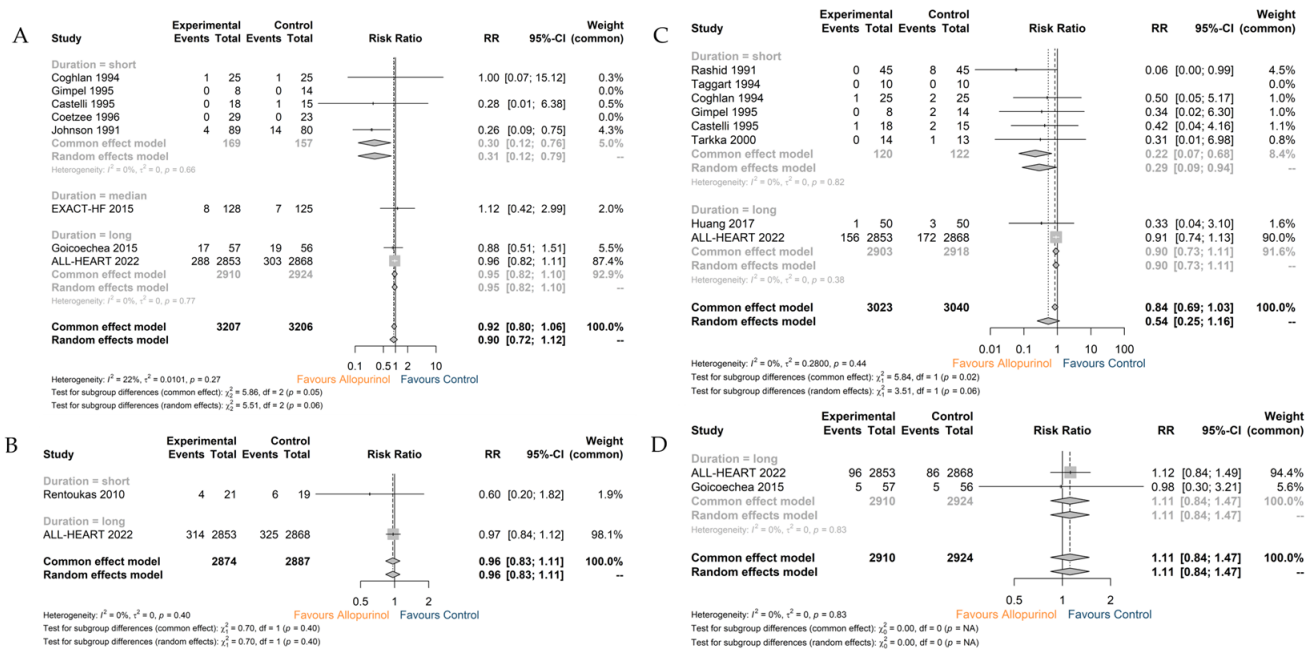 A
Experimental Control Weight
Study Events Total Events Total Risk Ratio RR 95%-CI (common)
Duration = short
Coghlan 1994 1 25 1 25 1.00 [0.07; 15.12] 0.3%
Gimpel 1995 0 8 0 14 0.0%
Castelli 1995 0 18 1 15 0.28 [0.01; 6.38] 0.5%
Coetzee 1996 0 29 0 23 0.0%
Johnson 1991 4 89 14 80 0.26 [0.09; 0.75] 4.3%
Common effect model 169 157 0.30 [0.12; 0.76] 5.0%
Random effects model 0.31 [0.12; 0.79] --
Heterogeneity: I² = 0%, τ² = 0, p = 0.66
Duration = median
EXACT-HF 2015 8 128 7 125 1.12 [0.42; 2.99] 2.0%
Duration = long
Goicoechea 2015 17 57 19 56 0.88 [0.51; 1.51] 5.5%
ALL-HEART 2022 288 2853 303 2868 0.96 [0.82; 1.11] 87.4%
Common effect model 2910 2924 0.95 [0.82; 1.10] 92.9%
Random effects model 0.95 [0.82; 1.10] --
Heterogeneity: I² = 0%, τ² = 0, p = 0.77
Common effect model 3207 3206 0.92 [0.80; 1.06] 100.0%
Random effects model 0.90 [0.72; 1.12] --
0.1 0.5 1 2 10
Heterogeneity: I² = 22%, τ² = 0.0101, p = 0.27
Favours Allopurinol Favours Control
Test for subgroup differences (common effect): χ²₂ = 5.86, df = 2 (p = 0.05)
Test for subgroup differences (random effects): χ²₂ = 5.51, df = 2 (p = 0.06)
B
Experimental Control Weight
Study Events Total Events Total Risk Ratio RR 95%-CI (common)
Duration = short
Rentoukas 2010 4 21 6 19 0.60 [0.20; 1.82] 1.9%
Duration = long
ALL-HEART 2022 314 2853 325 2868 0.97 [0.84; 1.12] 98.1%
Common effect model 2874 2887 0.96 [0.83; 1.11] 100.0%
Random effects model 0.96 [0.83; 1.11] --
0.5 1 2
Heterogeneity: I² = 0%, τ² = 0, p = 0.40
Favours Allopurinol Favours Control
Test for subgroup differences (common effect): χ²₁ = 0.70, df = 1 (p = 0.40)
Test for subgroup differences (random effects): χ²₁ = 0.70, df = 1 (p = 0.40)
C
Experimental Control Weight
Study Events Total Events Total Risk Ratio RR 95%-CI (common)
Duration = short
Rashid 1991 0 45 8 45 0.06 [0.00; 0.99] 4.5%
Taggart 1994 0 10 0 10 0.0%
Coghlan 1994 1 25 2 25 0.50 [0.05; 5.17] 1.0%
Gimpel 1995 0 8 2 14 0.34 [0.02; 6.30] 1.0%
Castelli 1995 1 18 2 15 0.42 [0.04; 4.16] 1.1%
Tarkka 2000 0 14 1 13 0.31 [0.01; 6.98] 0.8%
Common effect model 120 122 0.22 [0.07; 0.68] 8.4%
Random effects model 0.29 [0.09; 0.94] --
Heterogeneity: I² = 0%, τ² = 0, p = 0.82
Duration = long
Huang 2017 1 50 3 50 0.33 [0.04; 3.10] 1.6%
ALL-HEART 2022 156 2853 172 2868 0.91 [0.74; 1.13] 90.0%
Common effect model 2903 2918 0.90 [0.73; 1.11] 91.6%
Random effects model 0.90 [0.73; 1.11] --
Heterogeneity: I² = 0%, τ² = 0, p = 0.38
Common effect model 3023 3040 0.84 [0.69; 1.03] 100.0%
Random effects model 0.54 [0.25; 1.16] --
0.01 0.1 1 10 100
Heterogeneity: I² = 0%, τ² = 0.2800, p = 0.44
Favours Allopurinol Favours Control
Test for subgroup differences (common effect): χ²₁ = 5.84, df = 1 (p = 0.02)
Test for subgroup differences (random effects): χ²₁ = 3.51, df = 1 (p = 0.06)
D
Experimental Control Weight
Study Events Total Events Total Risk Ratio RR 95%-CI (common)
Duration = long
ALL-HEART 2022 96 2853 86 2868 1.12 [0.84; 1.49] 94.4%
Goicoechea 2015 5 57 5 56 0.98 [0.30; 3.21] 5.6%
Common effect model 2910 2924 1.11 [0.84; 1.47] 100.0%
Random effects model 1.11 [0.84; 1.47] --
Heterogeneity: I² = 0%, τ² = 0, p = 0.83
Common effect model 2910 2924 1.11 [0.84; 1.47] 100.0%
Random effects model 1.11 [0.84; 1.47] --
0.5 1 2
Heterogeneity: I² = 0%, τ² = 0, p = 0.83
Favours Allopurinol Favours Control
Test for subgroup differences (common effect): χ²₀ = 0.00, df = 0 (p = NA)
Test for subgroup differences (random effects): χ²₀ = 0.00, df = 0 (p = NA)